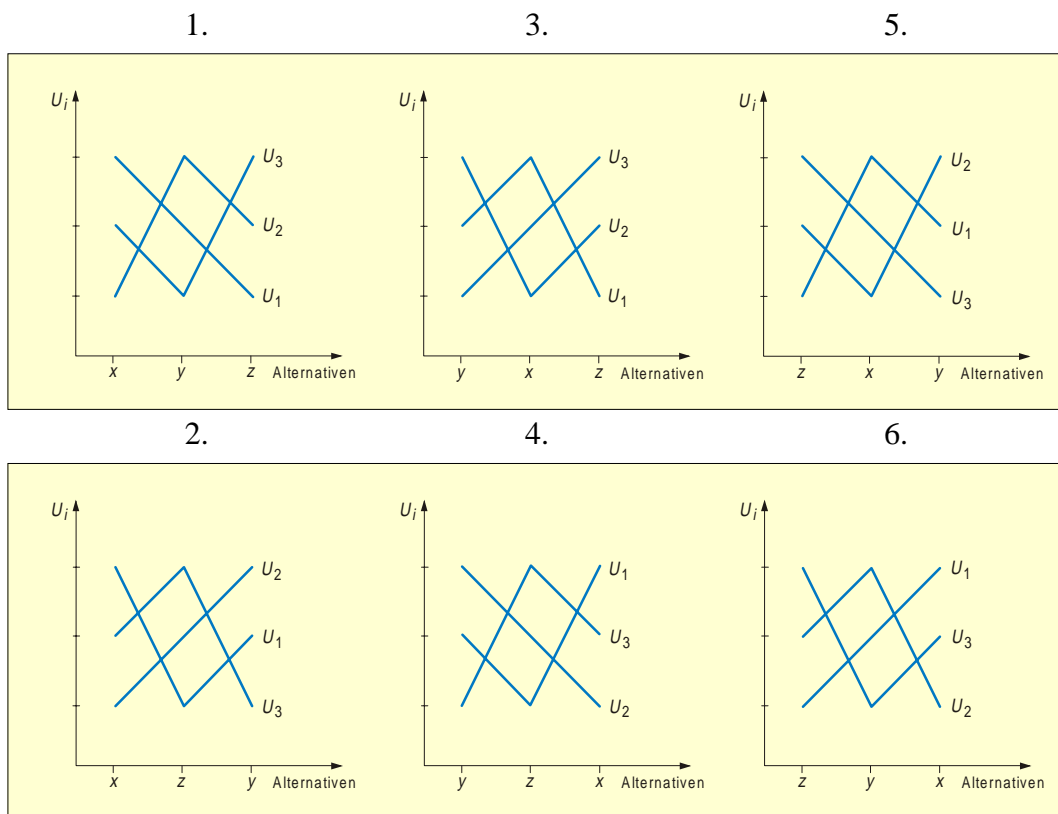 1. 3. 5.
U_i U_i U_i
U_3 U_3 U_2
U_2 U_2 U_1
U_1 U_1 U_3
x y z Alternativen y x z Alternativen z x y Alternativen
2. 4. 6.
U_i U_i U_i
U_2 U_1 U_1
U_1 U_3 U_3
U_3 U_2 U_2
x z y Alternativen y z x Alternativen z y x Alternativen